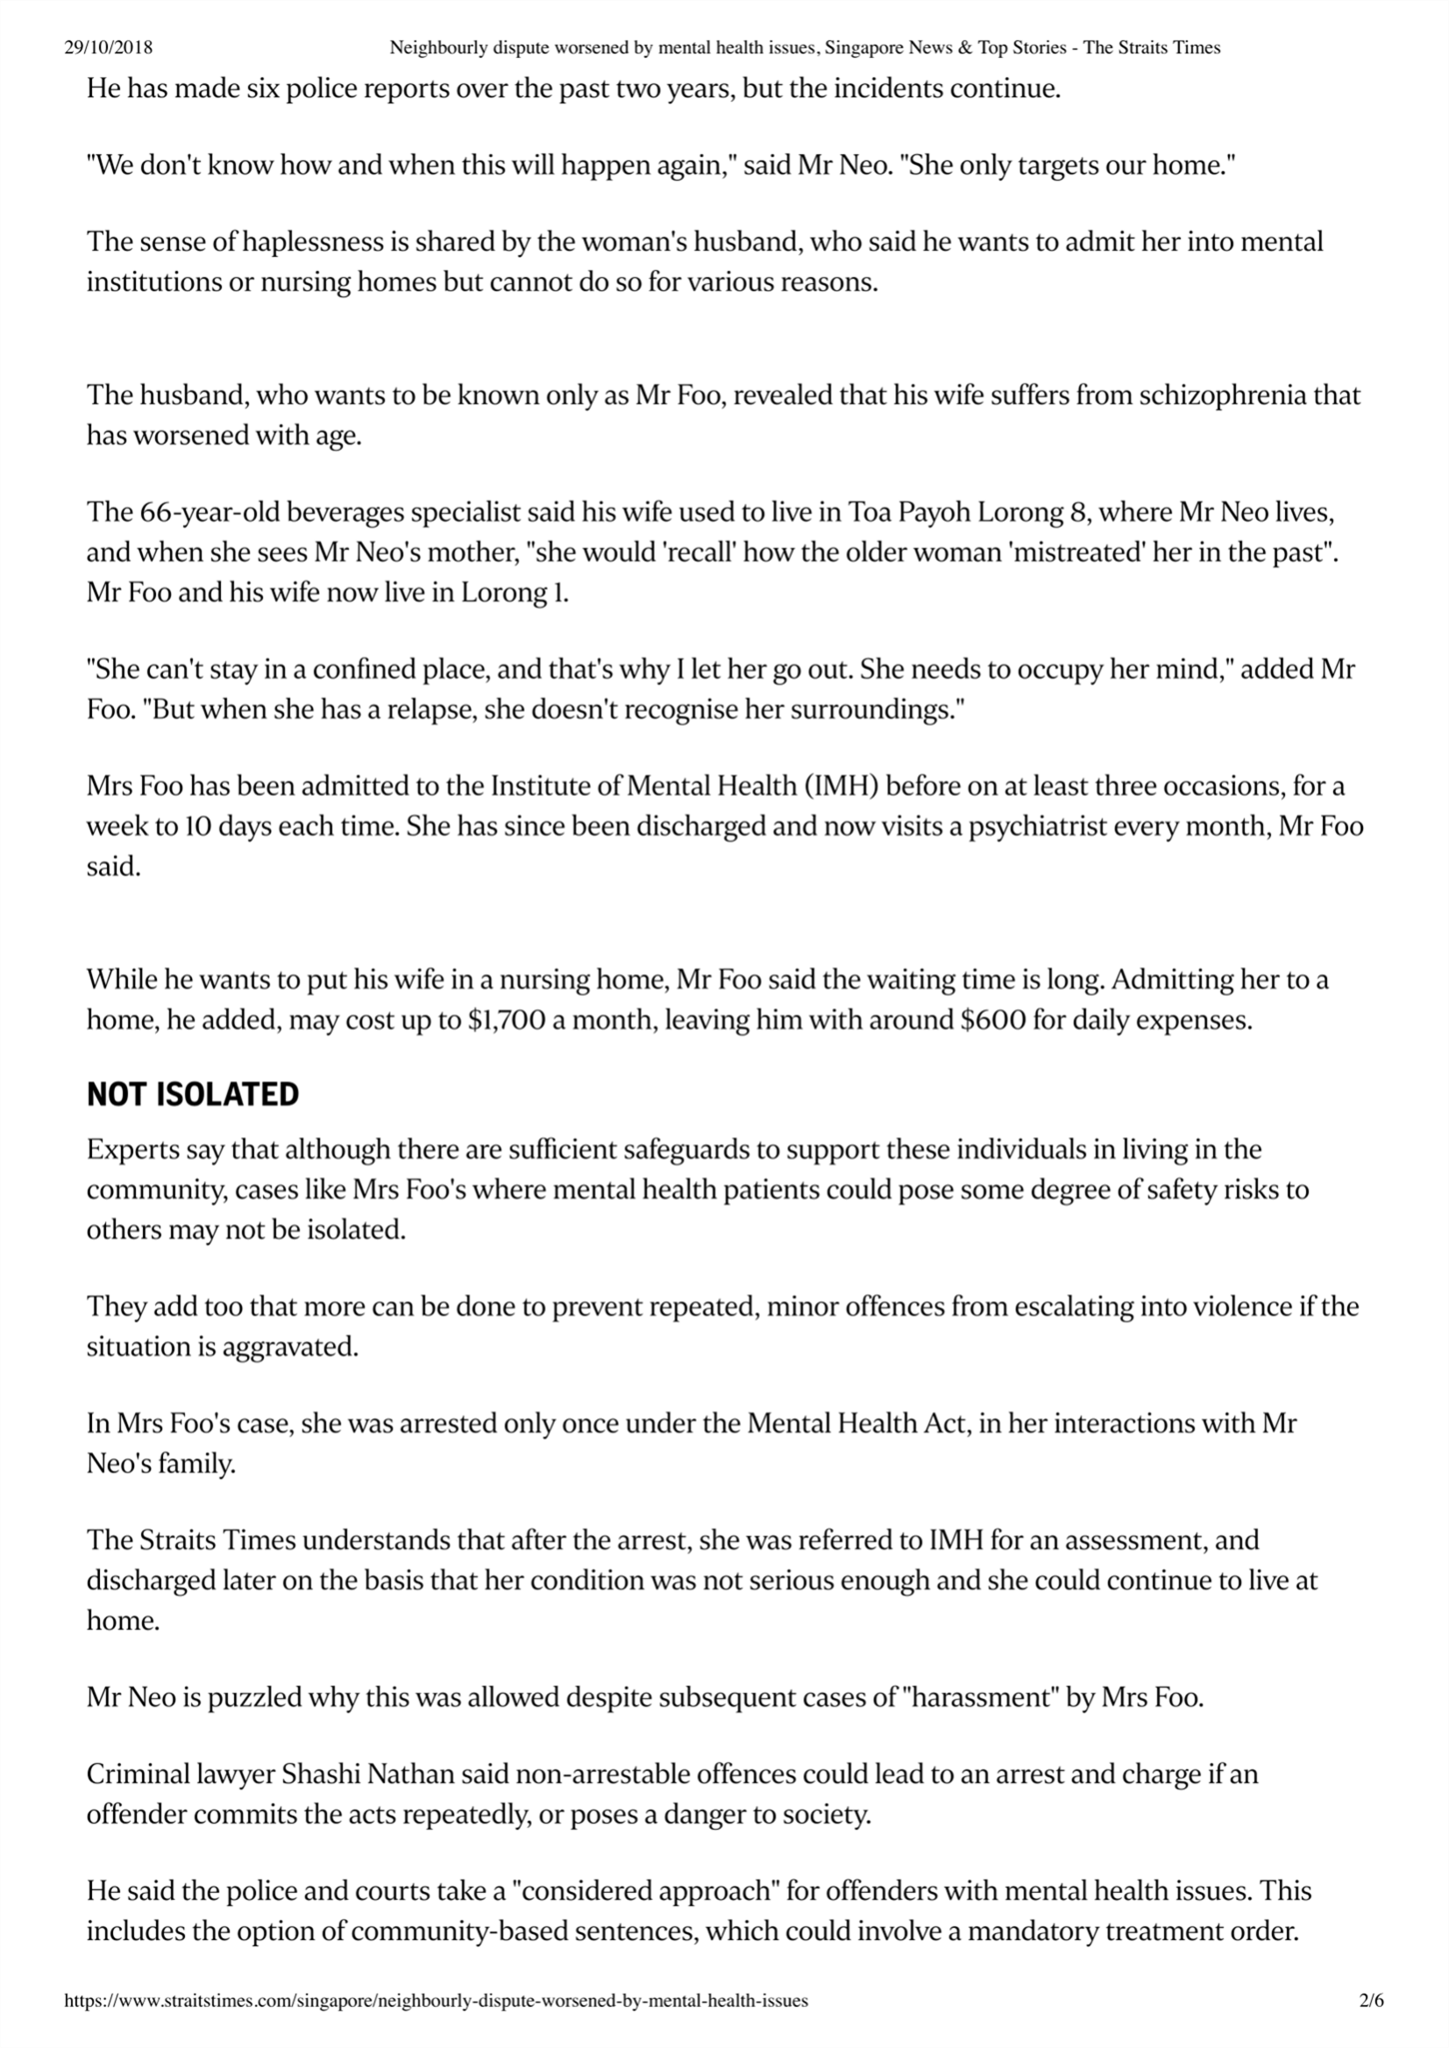 29/10/2018 Neighbourly dispute worsened by mental health issues, Singapore News & Top Stories - The Straits Times
He has made six police reports over the past two years, but the incidents continue.
"We don't know how and when this will happen again," said Mr Neo. "She only targets our home."
The sense of haplessness is shared by the woman's husband, who said he wants to admit her into mental
institutions or nursing homes but cannot do so for various reasons.
The husband, who wants to be known only as Mr Foo, revealed that his wife suffers from schizophrenia that
has worsened with age.
The 66-year-old beverages specialist said his wife used to live in Toa Payoh Lorong 8, where Mr Neo lives,
and when she sees Mr Neo's mother, "she would 'recall' how the older woman 'mistreated' her in the past".
Mr Foo and his wife now live in Lorong 1.
"She can't stay in a confined place, and that's why I let her go out. She needs to occupy her mind," added Mr
Foo. "But when she has a relapse, she doesn't recognise her surroundings."
Mrs Foo has been admitted to the Institute of Mental Health (IMH) before on at least three occasions, for a
week to 10 days each time. She has since been discharged and now visits a psychiatrist every month, Mr Foo
said.
While he wants to put his wife in a nursing home, Mr Foo said the waiting time is long. Admitting her to a
home, he added, may cost up to $1,700 a month, leaving him with around $600 for daily expenses.
NOT ISOLATED
Experts say that although there are sufficient safeguards to support these individuals in living in the
community, cases like Mrs Foo's where mental health patients could pose some degree of safety risks to
others may not be isolated.
They add too that more can be done to prevent repeated, minor offences from escalating into violence if the
situation is aggravated.
In Mrs Foo's case, she was arrested only once under the Mental Health Act, in her interactions with Mr
Neo's family.
The Straits Times understands that after the arrest, she was referred to IMH for an assessment, and
discharged later on the basis that her condition was not serious enough and she could continue to live at
home.
Mr Neo is puzzled why this was allowed despite subsequent cases of "harassment" by Mrs Foo.
Criminal lawyer Shashi Nathan said non-arrestable offences could lead to an arrest and charge if an
offender commits the acts repeatedly, or poses a danger to society.
He said the police and courts take a "considered approach" for offenders with mental health issues. This
includes the option of community-based sentences, which could involve a mandatory treatment order.
https://www.straitstimes.com/singapore/neighbourly-dispute-worsened-by-mental-health-issues 2/6